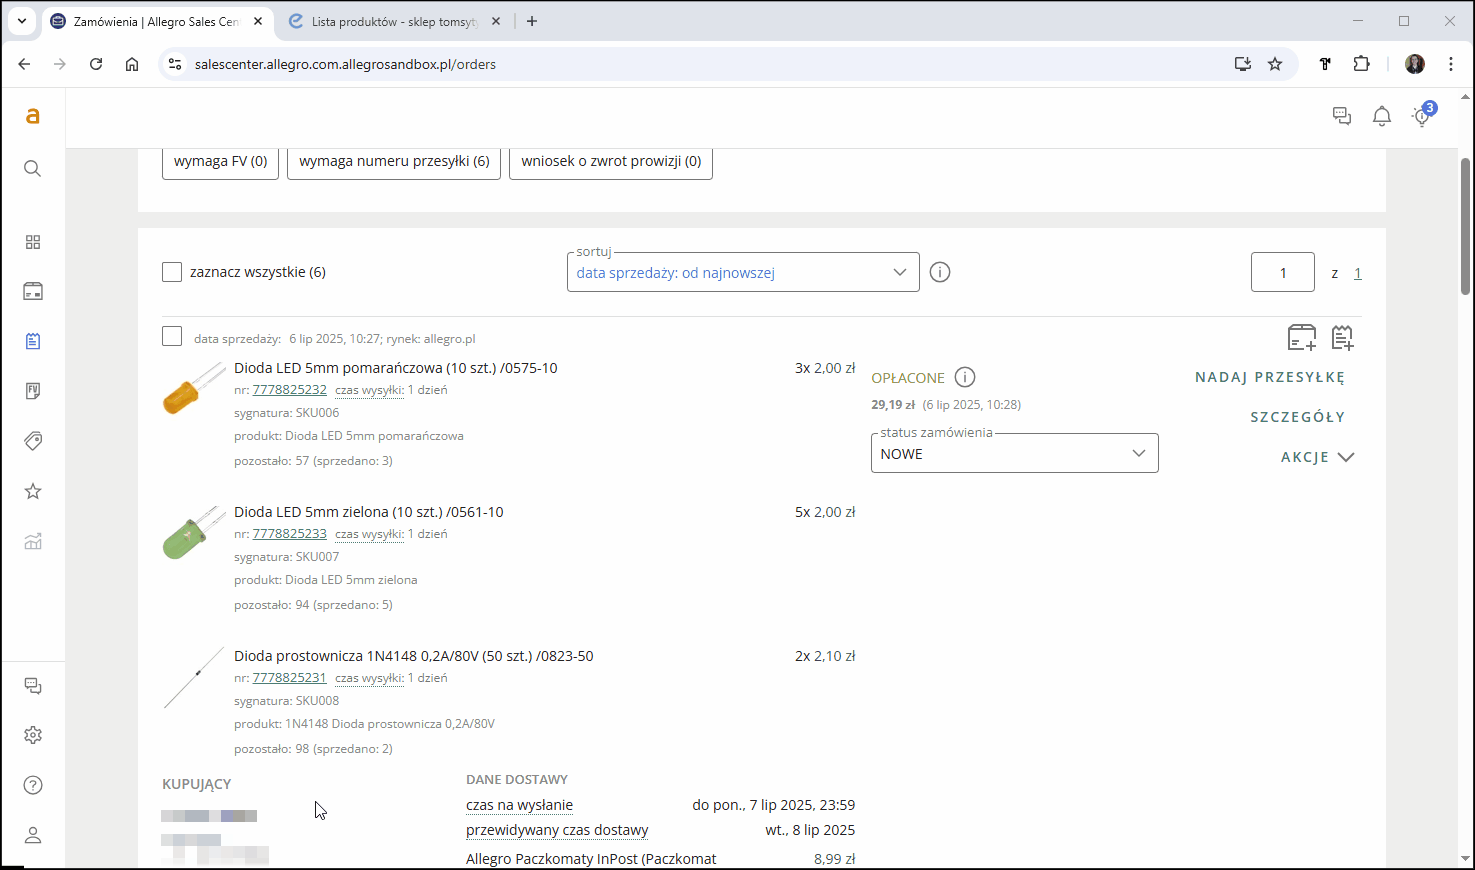 Zamówienia | Allegro Sales Cen
Lista produktów - sklep tomsyt
salescenter.allegro.com.allegrosandbox.pl/orders
a
3
wymaga FV (0)
wymaga numeru przesyłki (6)
wniosek o zwrot prowizji (0)
zaznacz wszystkie (6)
sortuj
data sprzedaży: od najnowszej
1 z 1
data sprzedaży: 6 lip 2025, 10:27; rynek: allegro.pl
Dioda LED 5mm pomarańczowa (10 szt.) /0575-10
3x 2,00 zł
nr: 7778825232 czas wysyłki: 1 dzień
sygnatura: SKU006
produkt: Dioda LED 5mm pomarańczowa
pozostało: 57 (sprzedano: 3)
OPŁACONE
29,19 zł (6 lip 2025, 10:28)
status zamówienia
NOWE
NADAJ PRZESYŁKĘ
SZCZEGÓŁY
AKCJE
Dioda LED 5mm zielona (10 szt.) /0561-10
5x 2,00 zł
nr: 7778825233 czas wysyłki: 1 dzień
sygnatura: SKU007
produkt: Dioda LED 5mm zielona
pozostało: 94 (sprzedano: 5)
Dioda prostownicza 1N4148 0,2A/80V (50 szt.) /0823-50
2x 2,10 zł
nr: 7778825231 czas wysyłki: 1 dzień
sygnatura: SKU008
produkt: 1N4148 Dioda prostownicza 0,2A/80V
pozostało: 98 (sprzedano: 2)
KUPUJĄCY
DANE DOSTAWY
czas na wysłanie
do pon., 7 lip 2025, 23:59
przewidywany czas dostawy
wt., 8 lip 2025
Allegro Paczkomaty InPost (Paczkomat
8,99 zł
FV